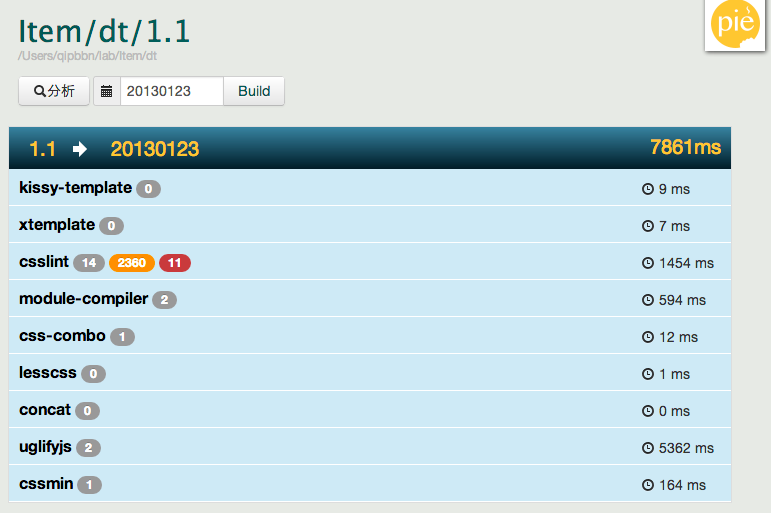 Item/dt/1.1
/Users/qipbbn/lab/Item/dt
piè
分析 20130123 Build
1.1 20130123 7861ms
kissy-template 0 9 ms
xtemplate 0 7 ms
csslint 14 2360 11 1454 ms
module-compiler 2 594 ms
css-combo 1 12 ms
lesscss 0 1 ms
concat 0 0 ms
uglifyjs 2 5362 ms
cssmin 1 164 ms